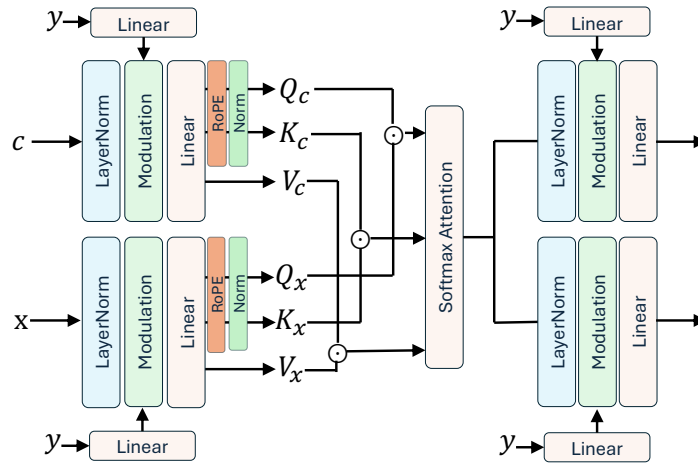 y
Linear
c
LayerNorm
Modulation
Linear
RoPE
Norm
Q_c
K_c
V_c
x
LayerNorm
Modulation
Linear
RoPE
Norm
Q_x
K_x
V_x
y
Linear
Softmax Attention
y
Linear
LayerNorm
Modulation
Linear
LayerNorm
Modulation
Linear
y
Linear